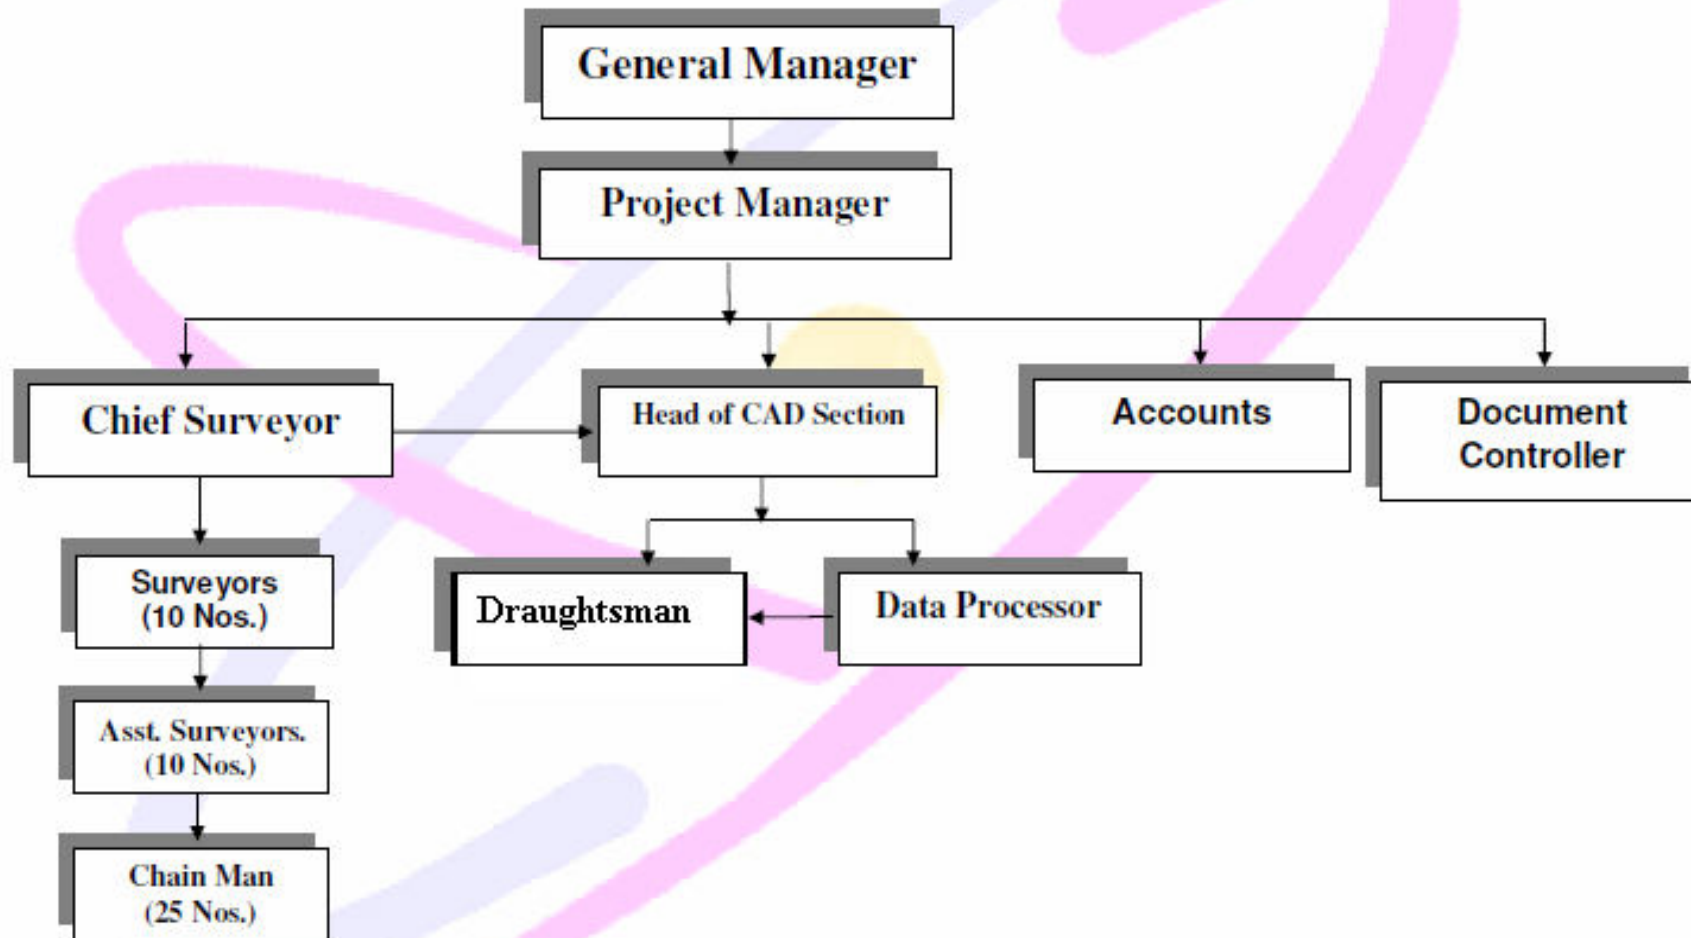 General Manager
Project Manager
Chief Surveyor
Head of CAD Section
Accounts
Document
Controller
Surveyors
(10 Nos.)
Draughtsman
Data Processor
Asst. Surveyors.
(10 Nos.)
Chain Man
(25 Nos.)